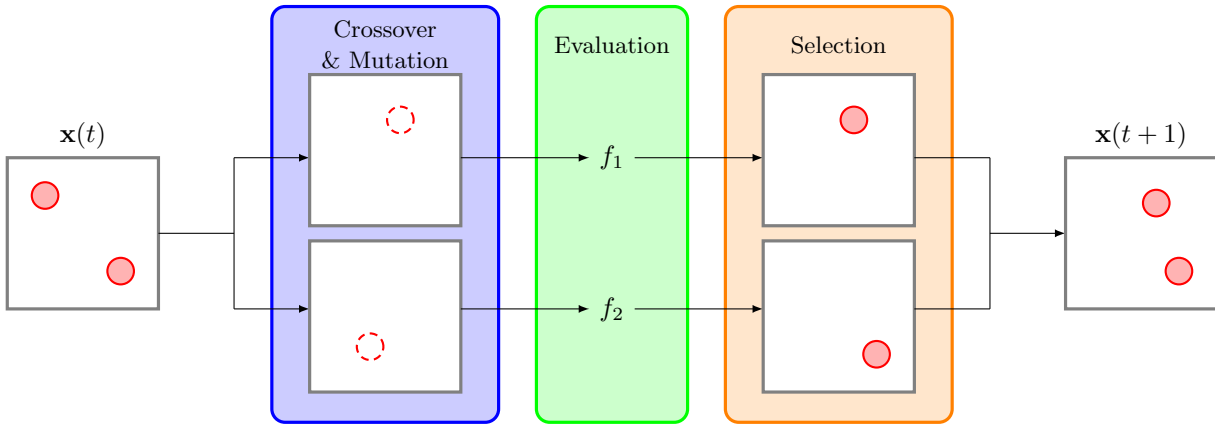 x(t)
Crossover
& Mutation
Evaluation
f₁
f₂
Selection
x(t + 1)